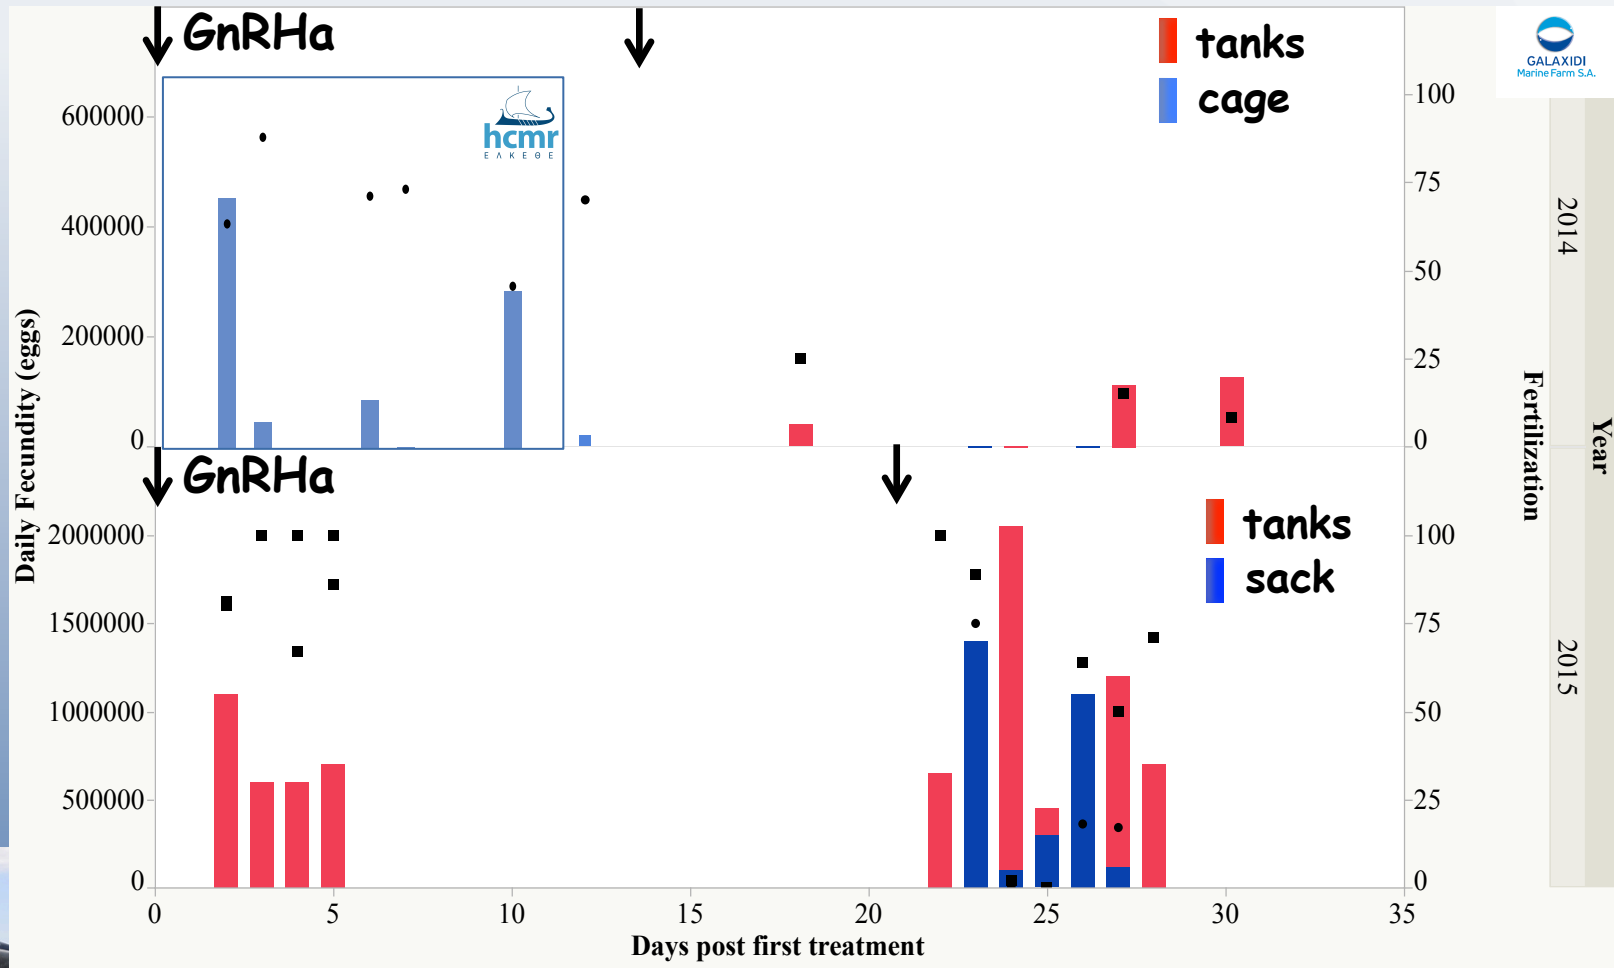 GnRHa
tanks
cage
GALAXIDI
Marine Farm S.A.
hcmr
ΕΛΚΕΘΕ
600000
400000
200000
0
100
75
50
25
0
2014
GnRHa
tanks
sack
2000000
1500000
1000000
500000
0
100
75
50
25
0
2015
Daily Fecundity (eggs)
Fertilization
Year
0 5 10 15 20 25 30 35
Days post first treatment